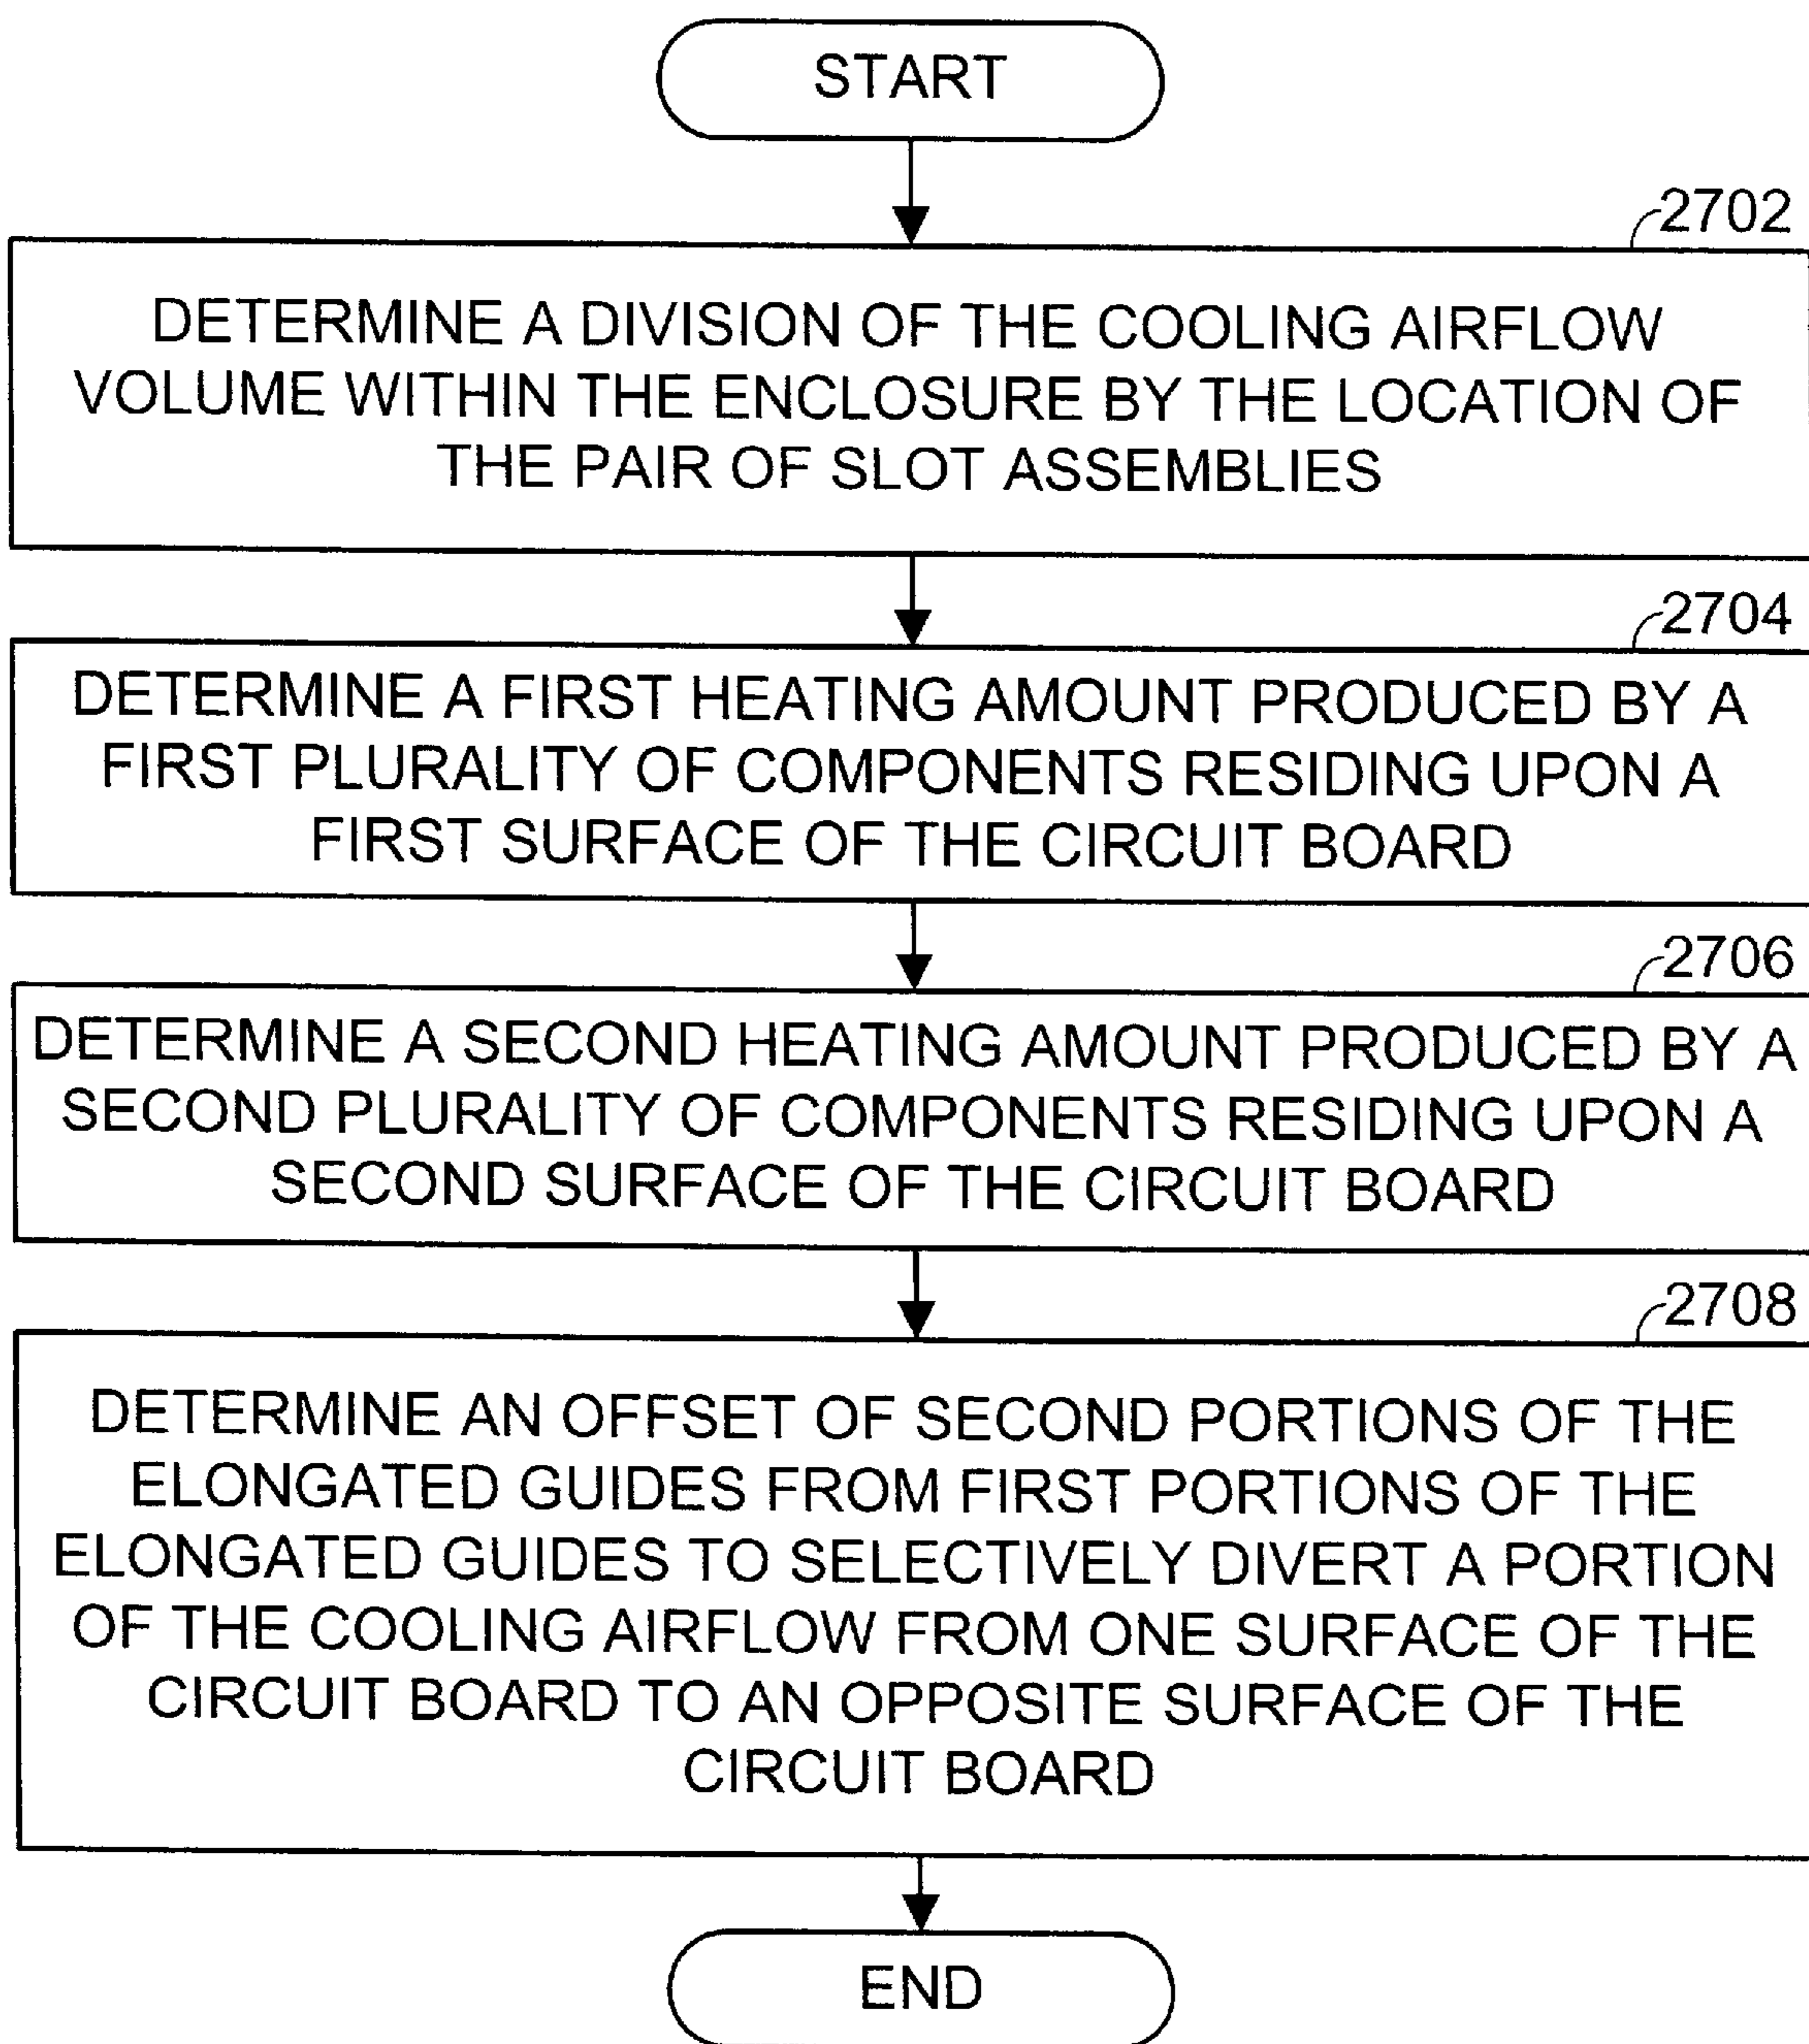 START
2702
DETERMINE A DIVISION OF THE COOLING AIRFLOW
VOLUME WITHIN THE ENCLOSURE BY THE LOCATION OF
THE PAIR OF SLOT ASSEMBLIES
2704
DETERMINE A FIRST HEATING AMOUNT PRODUCED BY A
FIRST PLURALITY OF COMPONENTS RESIDING UPON A
FIRST SURFACE OF THE CIRCUIT BOARD
2706
DETERMINE A SECOND HEATING AMOUNT PRODUCED BY A
SECOND PLURALITY OF COMPONENTS RESIDING UPON A
SECOND SURFACE OF THE CIRCUIT BOARD
2708
DETERMINE AN OFFSET OF SECOND PORTIONS OF THE
ELONGATED GUIDES FROM FIRST PORTIONS OF THE
ELONGATED GUIDES TO SELECTIVELY DIVERT A PORTION
OF THE COOLING AIRFLOW FROM ONE SURFACE OF THE
CIRCUIT BOARD TO AN OPPOSITE SURFACE OF THE
CIRCUIT BOARD
END